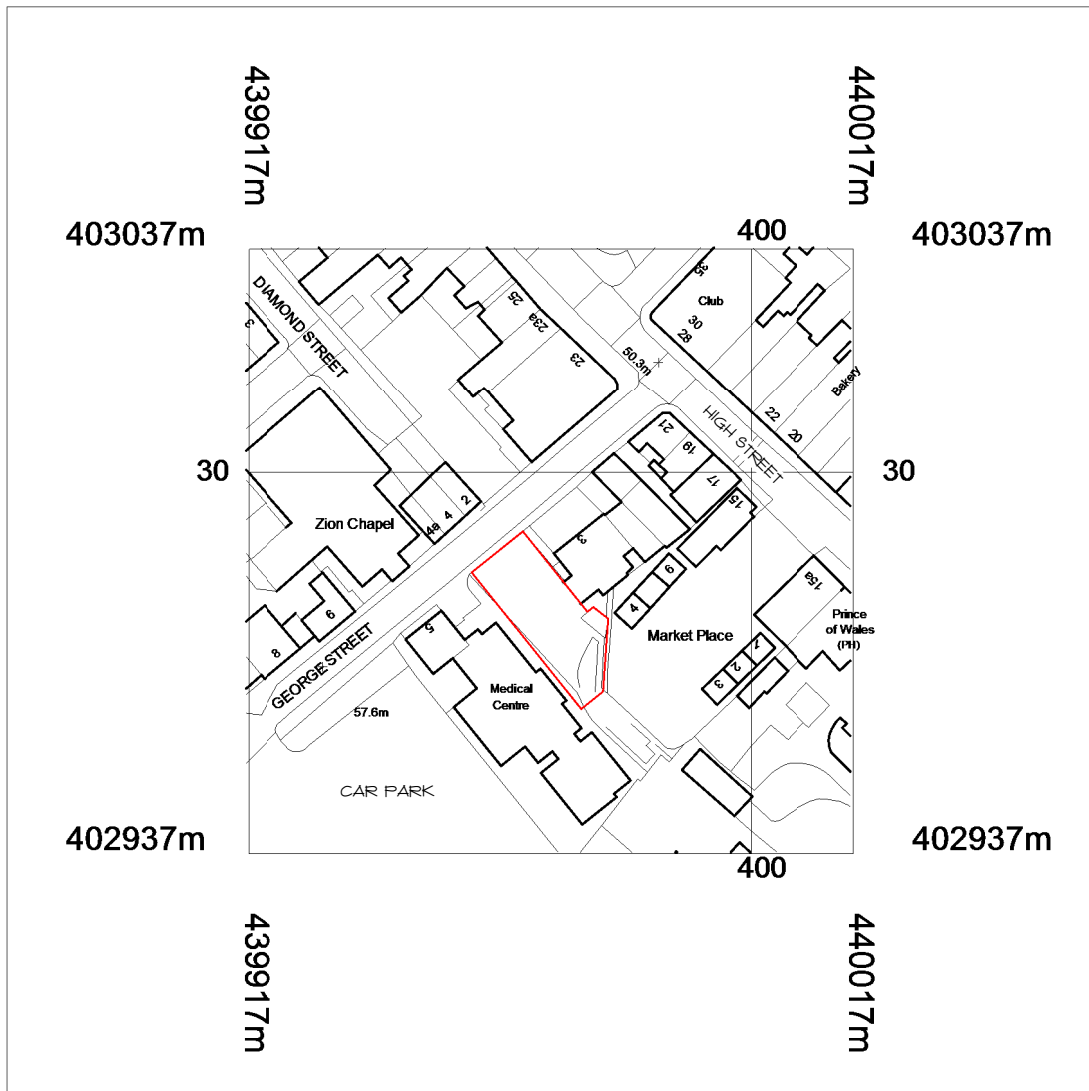 439917m
440017m
403037m
400
403037m
DIAMOND STREET
3
25
23a
23
50.3m
35
Club
30
28
Bakery
22
20
HIGH STREET
21
19
17
15
30
30
Zion Chapel
4a
4
2
3
6
4
15a
Prince
of Wales
(PH)
Market Place
1
2
3
8
6
5
GEORGE STREET
Medical
Centre
57.6m
CAR PARK
402937m
400
402937m
439917m
440017m